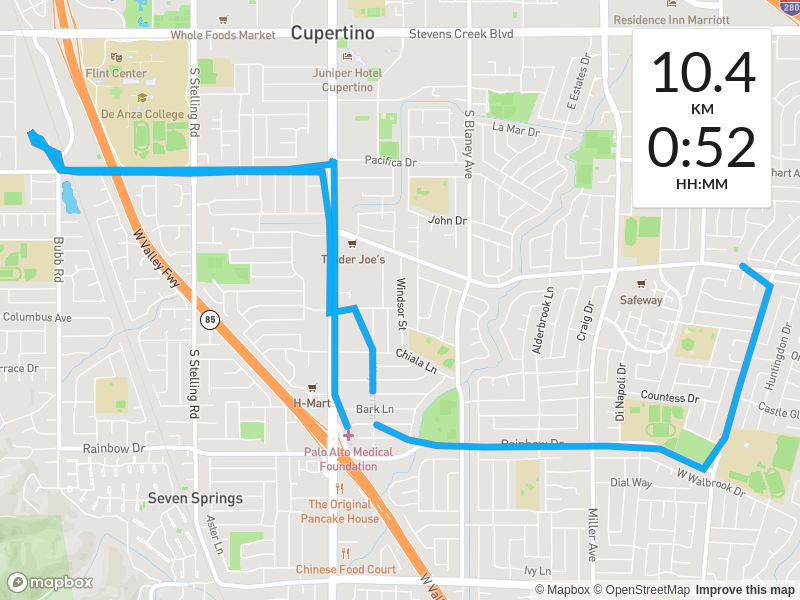 280
Residence Inn Marriott
Whole Foods Market
Cupertino
Stevens Creek Blvd
Flint Center
Juniper Hotel
Cupertino
10.4
KM
0:52
HH:MM
S Stelling Rd
E Estates Dr
De Anza College
S Blaney Ave
La Mar Dr
Pacifica Dr
hart A
John Dr
W Valley Fwy
Bubb Rd
Trader Joe's
Windsor St
Safeway
Alderbrook Ln
Craig Dr
Columbus Ave
85
Huntingdon Dr
Chiala Ln
rrace Dr
S Stelling Rd
Di Napoli Dr
H-Mart
Countess Dr
Bark Ln
Castle Gl
Rainbow Dr
Rainbow Dr
Palo Alto Medical
Foundation
W Walbrook Dr
Dial Way
Seven Springs
The Original
Pancake House
Aster Ln
Miller Ave
Chinese Food Court
Ivy Ln
W Vall
mapbox
© Mapbox © OpenStreetMap Improve this map